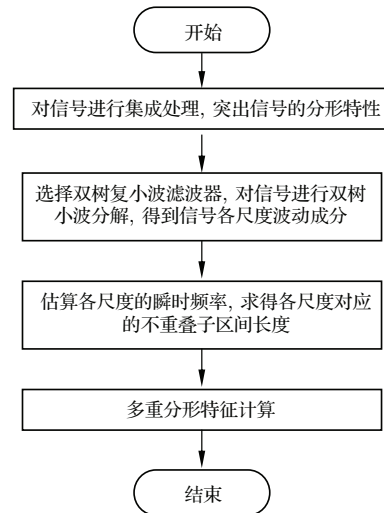 开始
对信号进行集成处理, 突出信号的分形特性
选择双树复小波滤波器, 对信号进行双树
小波分解, 得到信号各尺度波动成分
估算各尺度的瞬时频率, 求得各尺度对应
的不重叠子区间长度
多重分形特征计算
结束